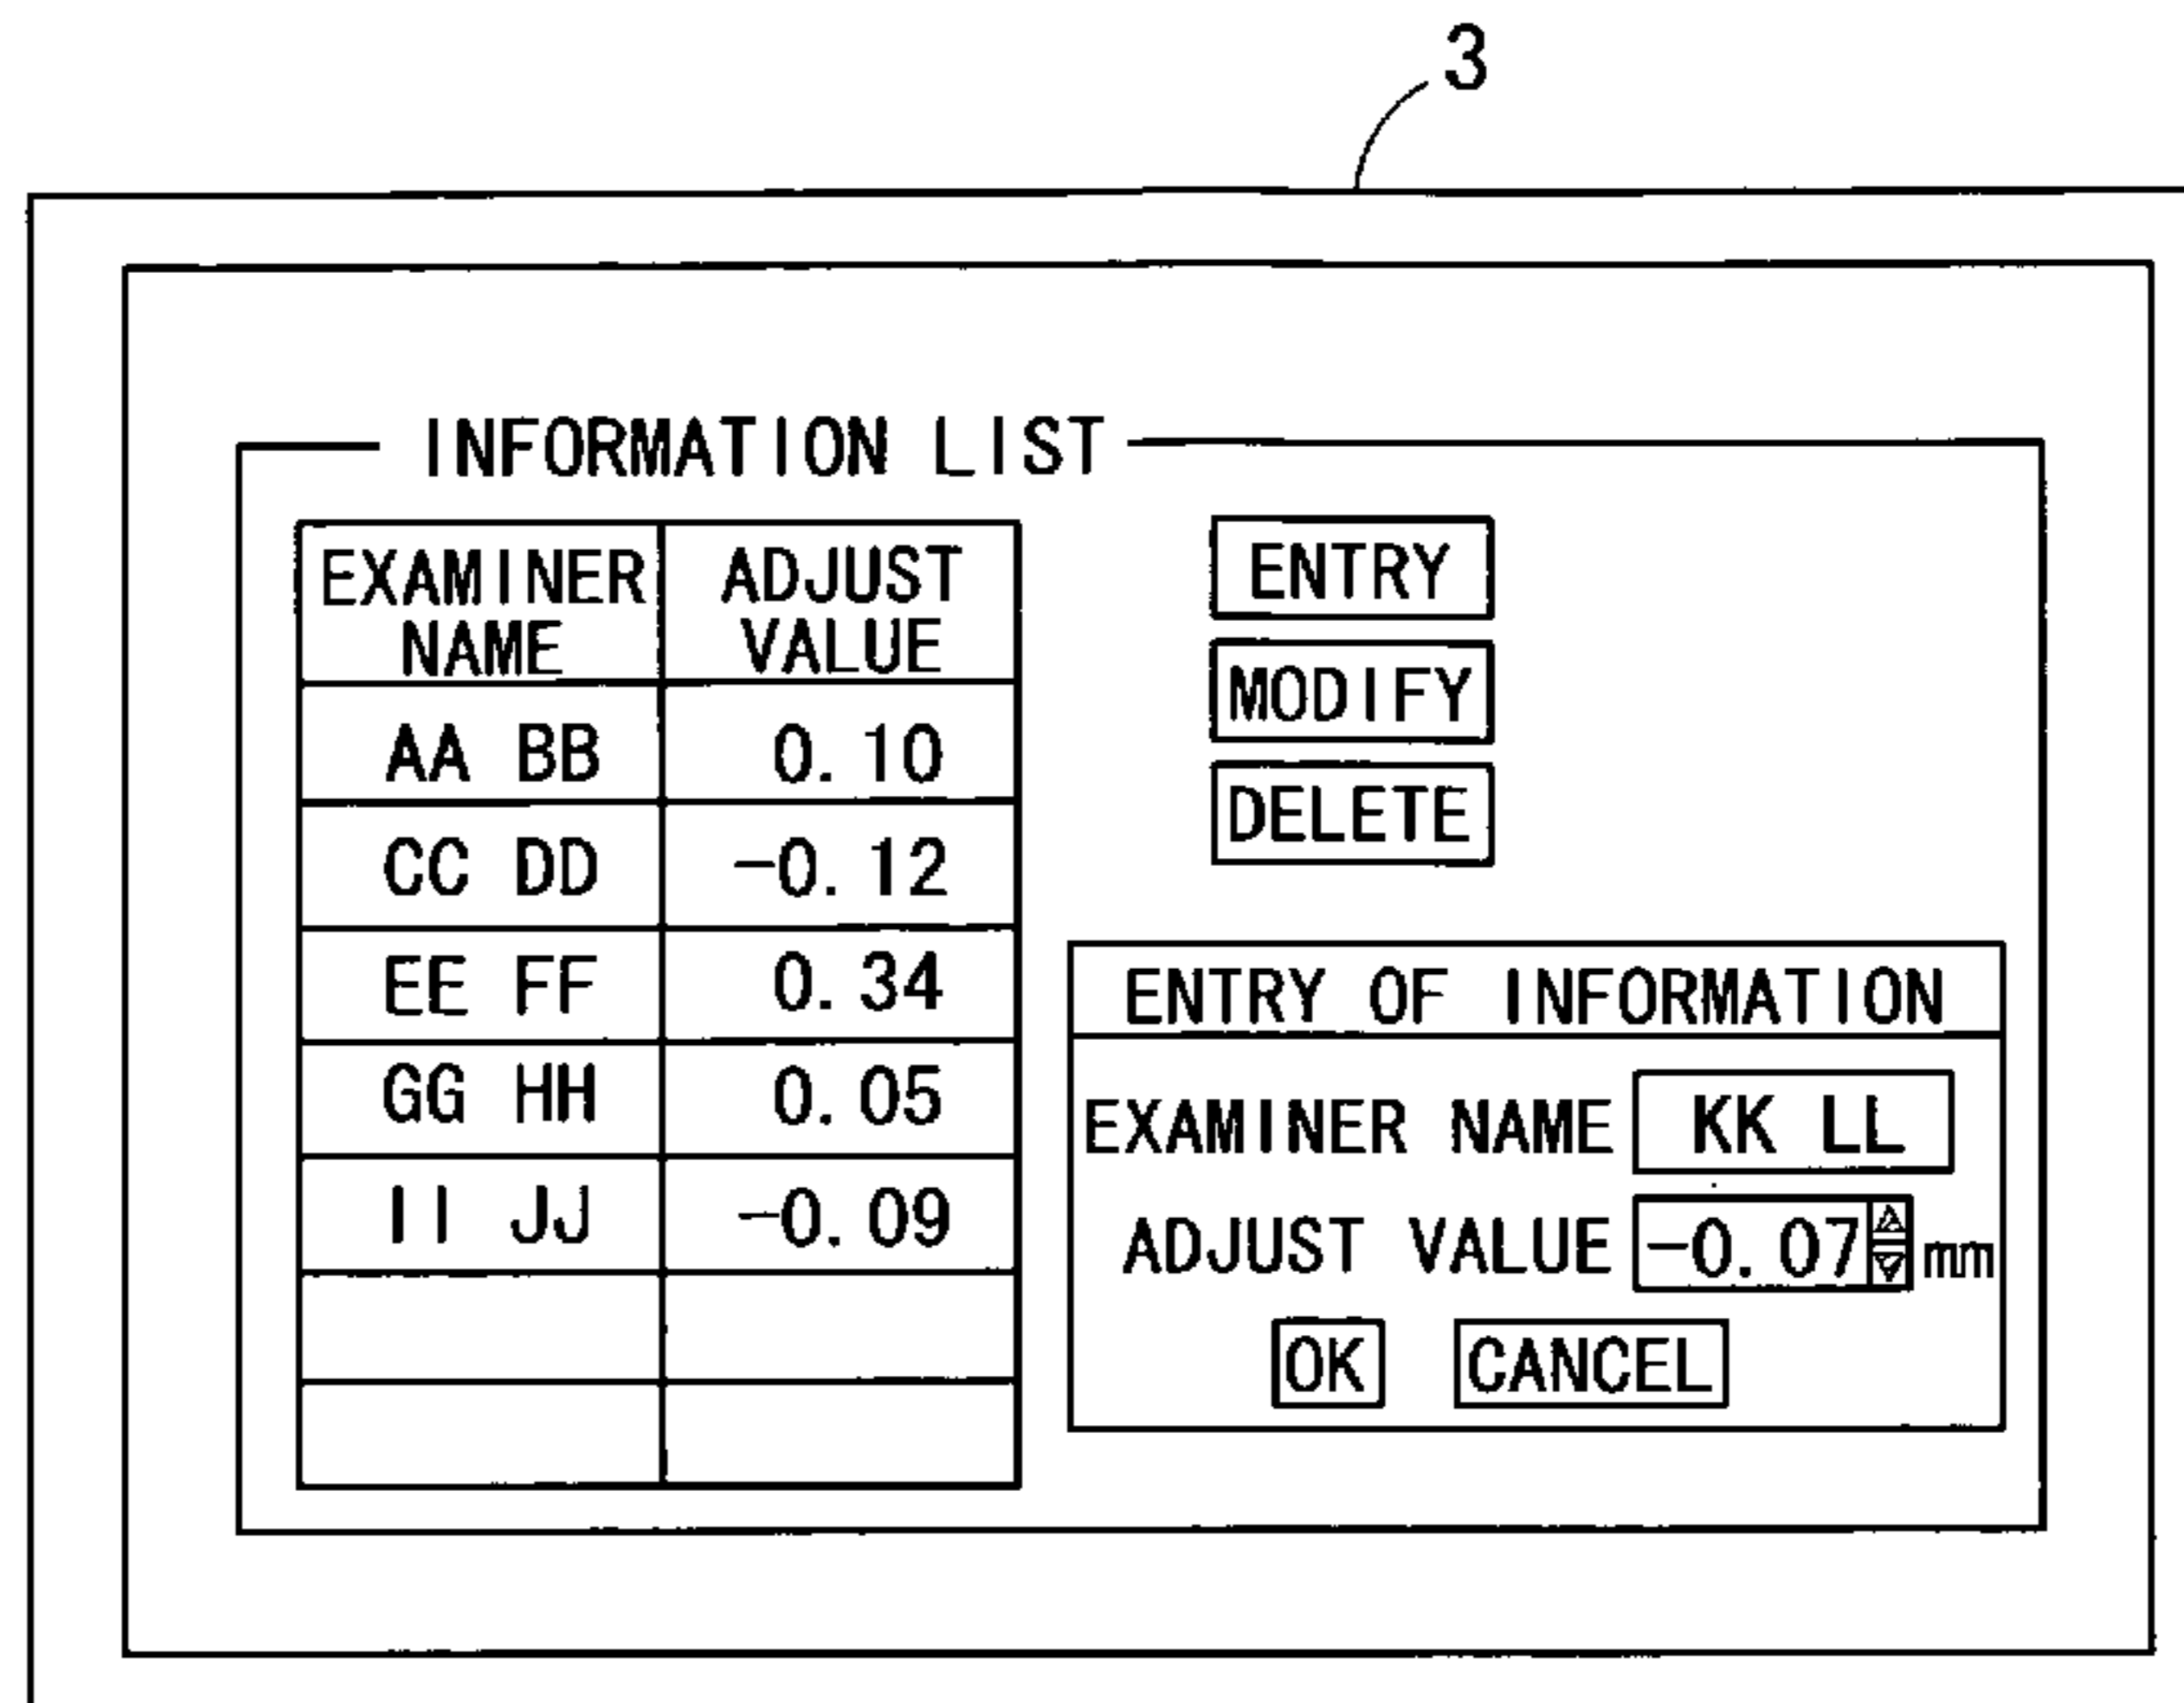 3
INFORMATION LIST
EXAMINER NAME ADJUST VALUE
AA BB 0.10
CC DD -0.12
EE FF 0.34
GG HH 0.05
II JJ -0.09
ENTRY
MODIFY
DELETE
ENTRY OF INFORMATION
EXAMINER NAME KK LL
ADJUST VALUE -0.07 mm
OK CANCEL